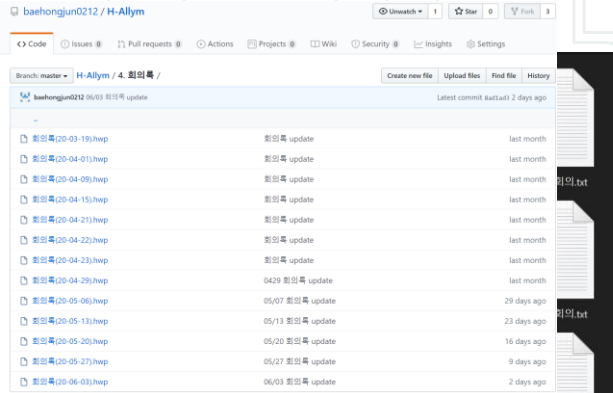 baehongjun0212 / H-Allym
Unwatch 1 Star 0 Fork 3
Code Issues 0 Pull requests 0 Actions Projects 0 Wiki Security 0 Insights Settings
Branch: master H-Allym / 4. 회의록 / Create new file Upload files Find file History
baehongjun0212 06/03 회의록 update Latest commit 8ad1ad3 2 days ago
..
회의록(20-03-19).hwp 회의록 update last month
회의록(20-04-01).hwp 회의록 update last month
회의록(20-04-09).hwp 회의록 update last month
회의록(20-04-15).hwp 회의록 update last month
회의록(20-04-21).hwp 회의록 update last month
회의록(20-04-22).hwp 회의록 update last month
회의록(20-04-23).hwp 회의록 update last month
회의록(20-04-29).hwp 0429 회의록 update last month
회의록(20-05-06).hwp 05/07 회의록 update 29 days ago
회의록(20-05-13).hwp 05/13 회의록 update 23 days ago
회의록(20-05-20).hwp 05/20 회의록 update 16 days ago
회의록(20-05-27).hwp 05/27 회의록 update 9 days ago
회의록(20-06-03).hwp 06/03 회의록 update 2 days ago
회의.txt
회의.txt